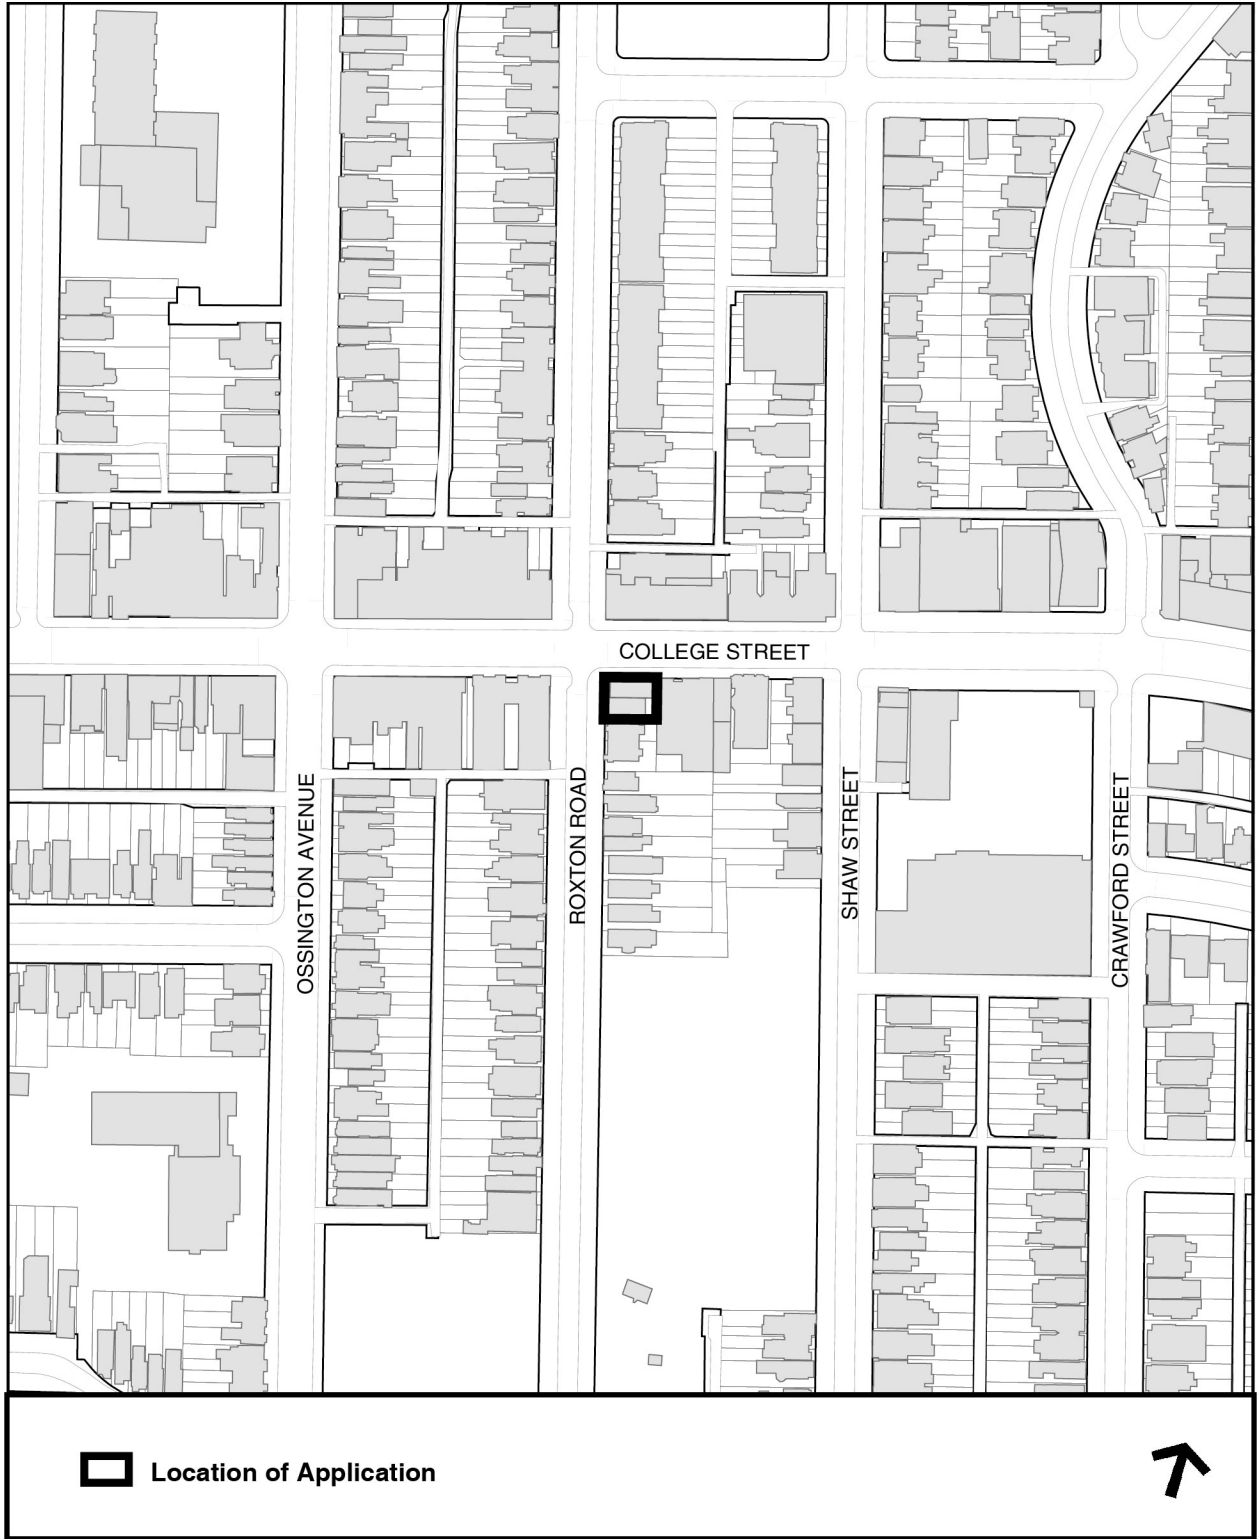 COLLEGE STREET
OSSINGTON AVENUE
ROXTON ROAD
SHAW STREET
CRAWFORD STREET
Location of Application